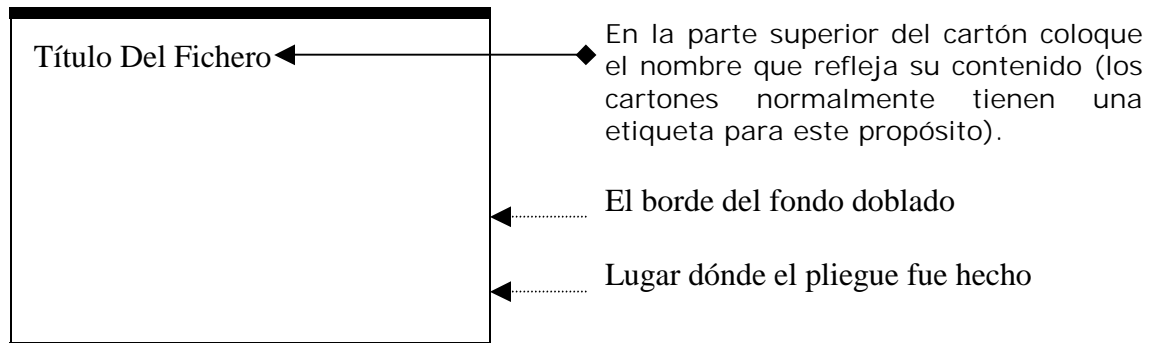 Título Del Fichero
En la parte superior del cartón coloque
el nombre que refleja su contenido (los
cartones normalmente tienen una
etiqueta para este propósito).
El borde del fondo doblado
Lugar dónde el pliegue fue hecho